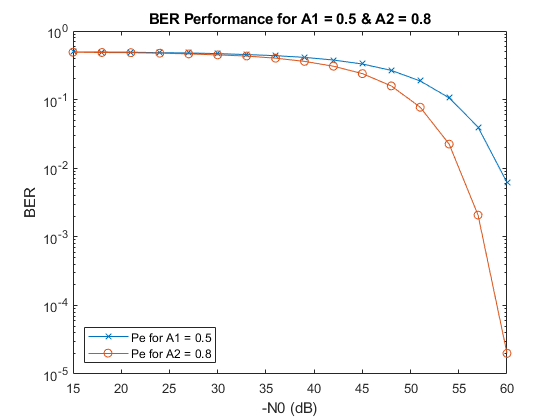 BER Performance for A1 = 0.5 & A2 = 0.8
10^0
10^-1
10^-2
10^-3
10^-4
10^-5
BER
Pe for A1 = 0.5
Pe for A2 = 0.8
15 20 25 30 35 40 45 50 55 60
-N0 (dB)